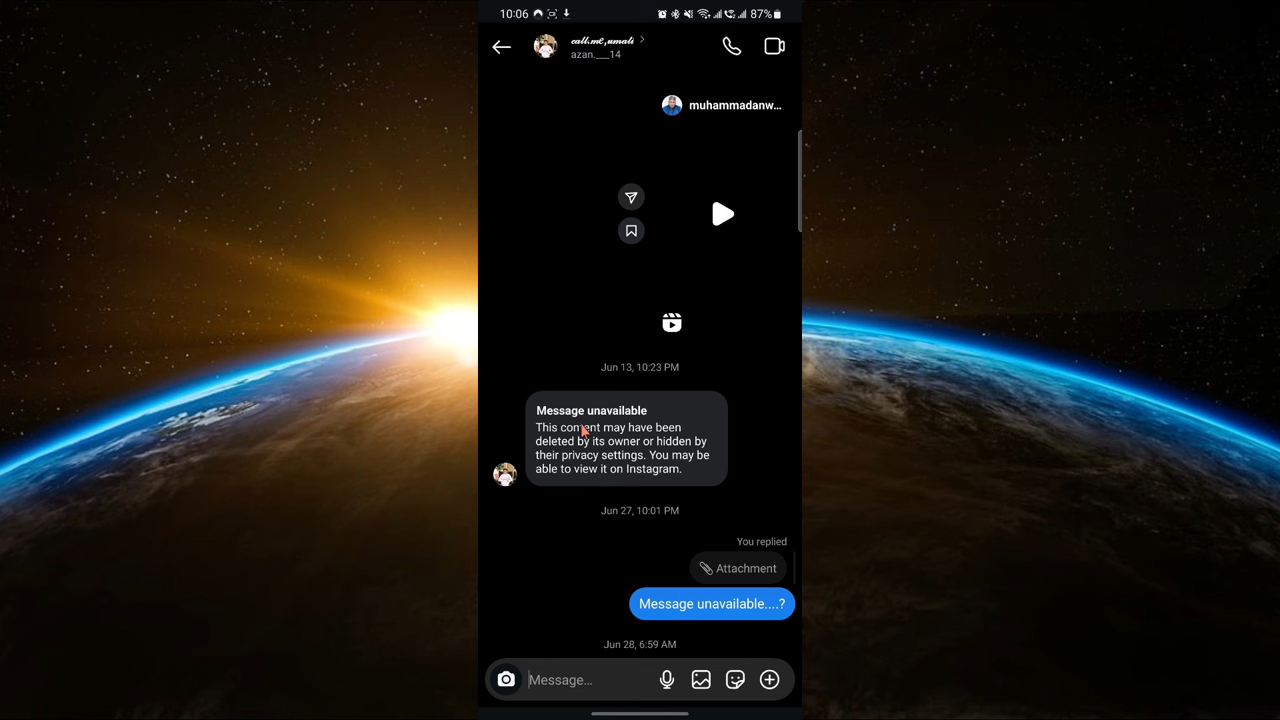 10:06
87%
call.me,umali
azan.___14
muhammadanw...
Jun 13, 10:23 PM
Message unavailable
This content may have been
deleted by its owner or hidden by
their privacy settings. You may be
able to view it on Instagram.
Jun 27, 10:01 PM
You replied
Attachment
Message unavailable....?
Jun 28, 6:59 AM
Message...